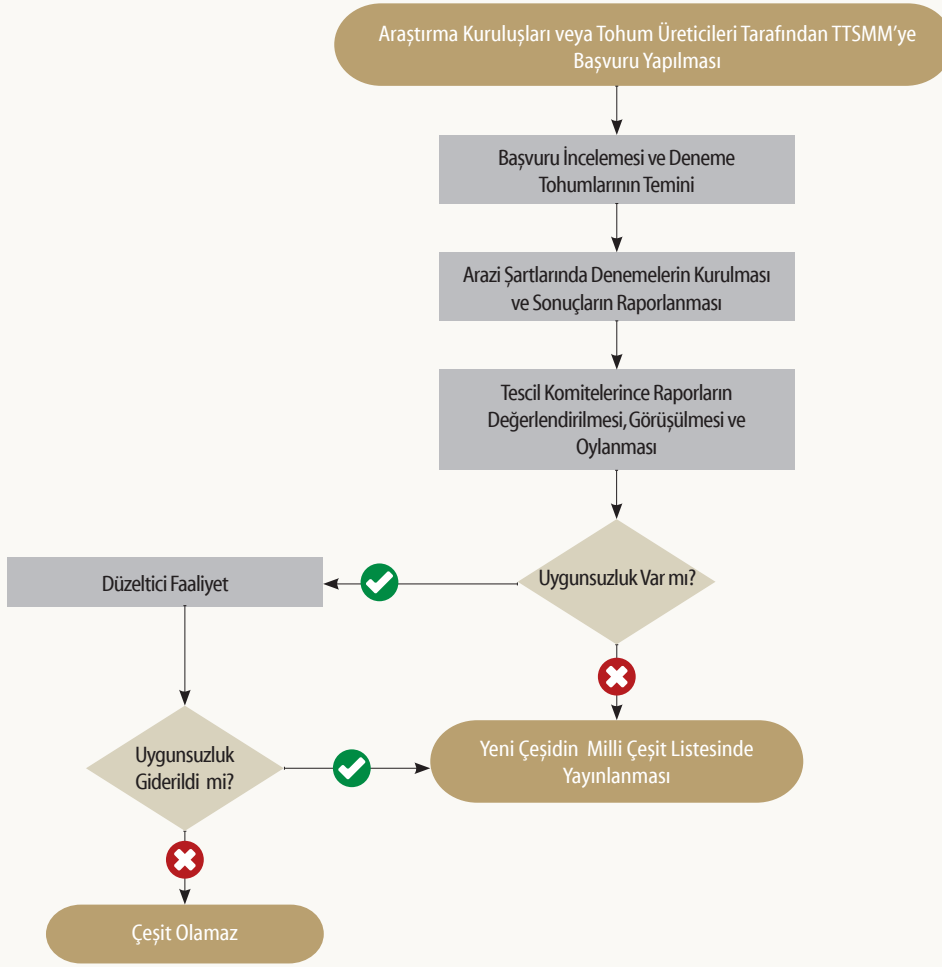 Araştırma Kuruluşları veya Tohum Üreticileri Tarafından TTSMM’ye
Başvuru Yapılması
Başvuru İncelemesi ve Deneme
Tohumlarının Temini
Arazi Şartlarında Denemelerin Kurulması
ve Sonuçların Raporlanması
Tescil Komitelerince Raporların
Değerlendirilmesi, Görüşülmesi ve
Oylanması
Uygunsuzluk Var mı?
Düzeltici Faaliyet
Uygunsuzluk
Giderildi mi?
Yeni Çeşidin Milli Çeşit Listesinde
Yayınlanması
Çeşit Olamaz